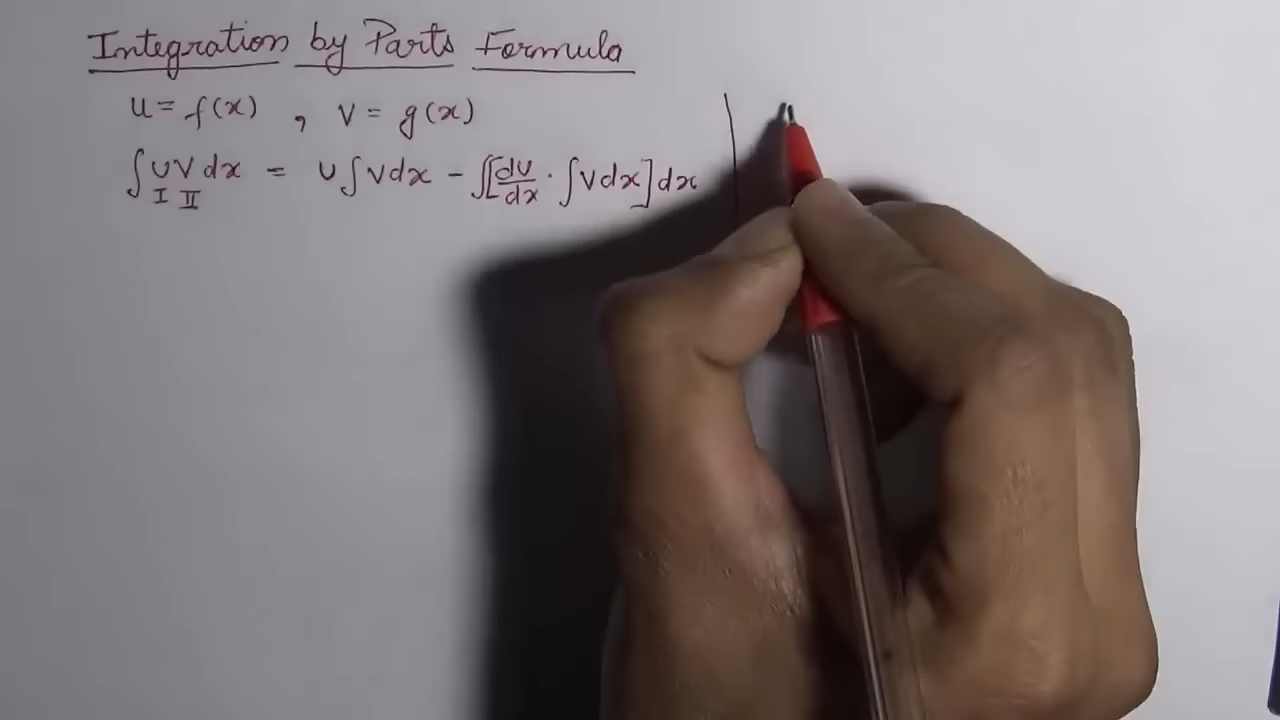 Integration by Parts Formula
u = f(x) , v = g(x)
∫ UV dx = U ∫ V dx - ∫[dU/dx · ∫ V dx] dx
I II